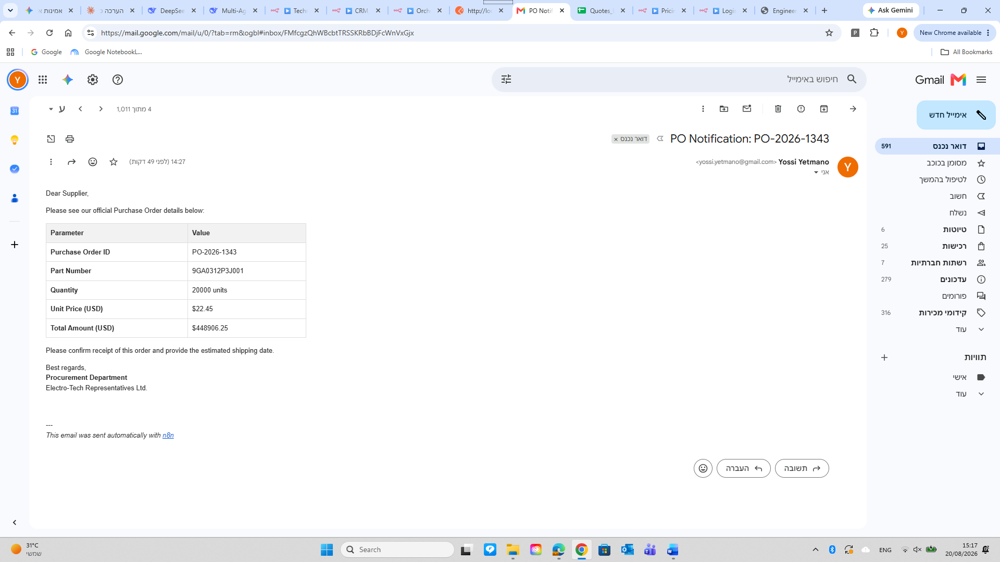 אמינות א
הערכה כ
DeepSee
Multi-Ag
Techn
CRM
Orche
http://loc
PO Notif
Quotes_l
Pricin
Logis
Engineer
Ask Gemini
https://mail.google.com/mail/u/0/?tab=rm&ogbl#inbox/FMfcgzQhWBcbtTRSSKRbBDjFcWnVxGjx
P
Y
New Chrome available
Google
Google NotebookL...
All Bookmarks
Y
חיפוש באימייל
Gmail
31
ע
4 מתוך 1,011
אימייל חדש
PO Notification: PO-2026-1343
דואר נכנס ×
Yossi Yetmano <yossi.yetmano@gmail.com>
14:27 (לפני 49 דקות)
אני
Y
Dear Supplier,
Please see our official Purchase Order details below:
Parameter Value
Purchase Order ID PO-2026-1343
Part Number 9GA0312P3J001
Quantity 20000 units
Unit Price (USD) $22.45
Total Amount (USD) $448906.25
Please confirm receipt of this order and provide the estimated shipping date.
Best regards,
Procurement Department
Electro-Tech Representatives Ltd.
---
This email was sent automatically with n8n
תשובה
העברה
דואר נכנס 591
מסומן בכוכב
לטיפול בהמשך
חשוב
נשלח
טיוטות 6
רכישות 25
רשתות חברתיות 7
עדכונים 279
פורומים
קידומי מכירות 316
עוד
תוויות
אישי
עוד
31°C
שמשי
Search
ENG
15:17
20/08/2026